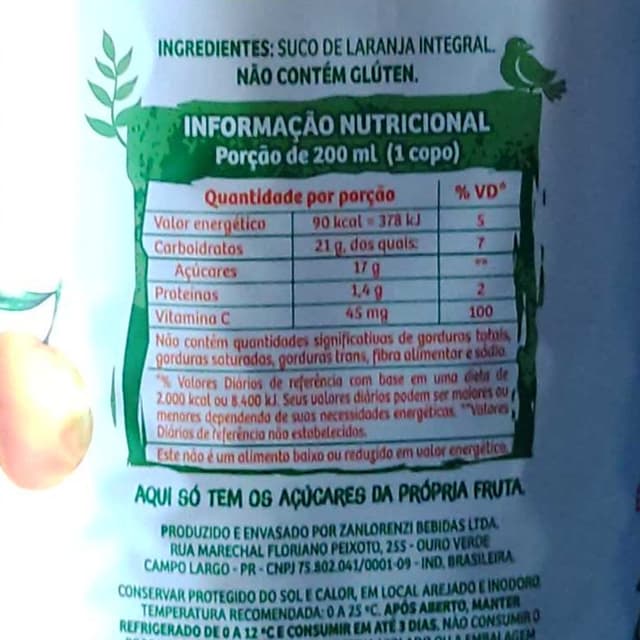 INGREDIENTES: SUCO DE LARANJA INTEGRAL.
NÃO CONTÉM GLÚTEN.
INFORMAÇÃO NUTRICIONAL
Porção de 200 ml (1 copo)
Quantidade por porção % VD*
Valor energético 90 kcal = 378 kJ 5
Carboidratos 21 g, dos quais: 7
Açúcares 17 g **
Proteínas 1,4 g 2
Vitamina C 45 mg 100
Não contém quantidades significativas de gorduras totais,
gorduras saturadas, gorduras trans, fibra alimentar e sódio.
*% Valores Diários de referência com base em uma dieta de
2.000 kcal ou 8.400 kJ. Seus valores diários podem ser maiores ou
menores dependendo de suas necessidades energéticas. **Valores
Diários de referência não estabelecidos.
Este não é um alimento baixo ou reduzido em valor energético.
AQUI SÓ TEM OS AÇÚCARES DA PRÓPRIA FRUTA.
PRODUZIDO E ENVASADO POR ZANLORENZI BEBIDAS LTDA.
RUA MARECHAL FLORIANO PEIXOTO, 255 - OURO VERDE
CAMPO LARGO - PR - CNPJ 75.802.041/0001-09 - IND. BRASILEIRA
CONSERVAR PROTEGIDO DO SOL E CALOR, EM LOCAL AREJADO E INODORO
TEMPERATURA RECOMENDADA: 0 A 25 °C. APÓS ABERTO, MANTER
REFRIGERADO DE 0 A 12 °C E CONSUMIR EM ATÉ 3 DIAS. NÃO CONSUMIR O